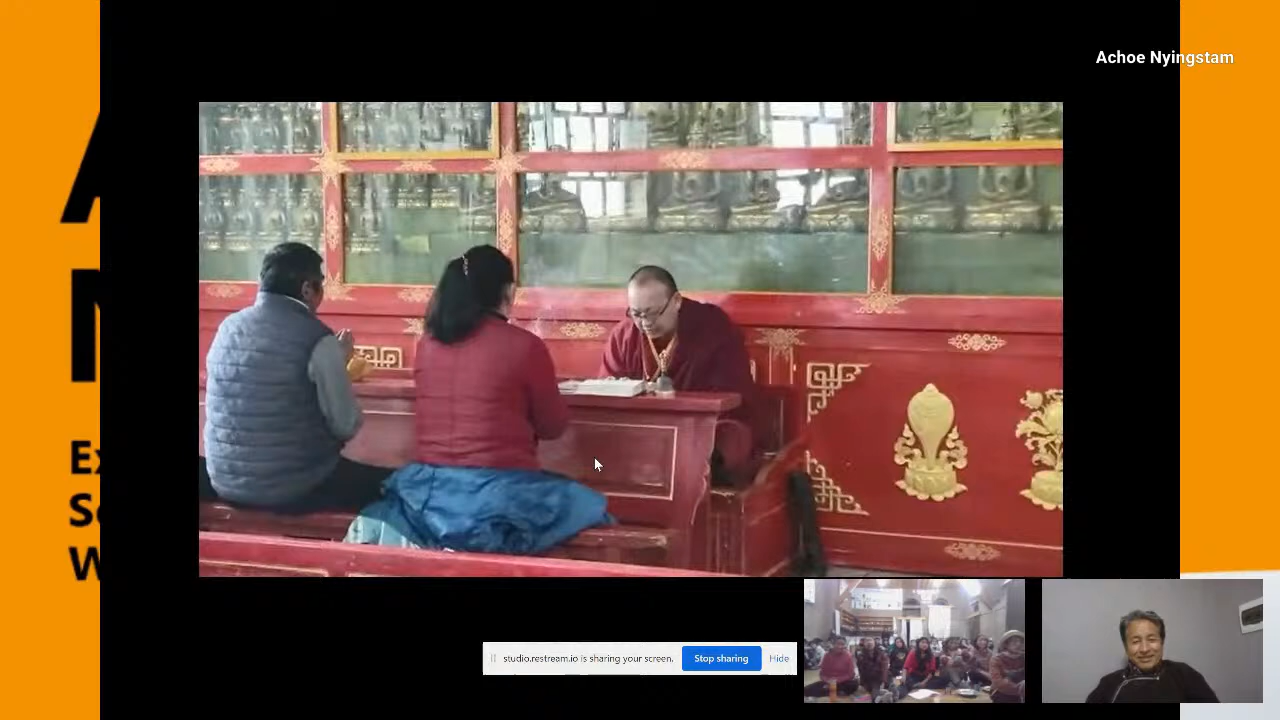 Achoe Nyingstam
studio.restream.io is sharing your screen.
Stop sharing
Hide